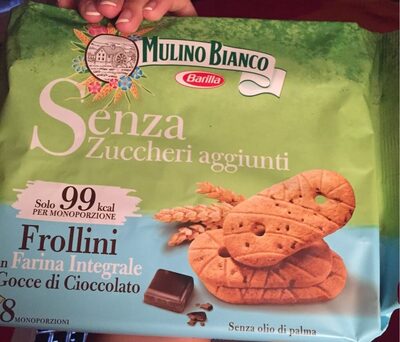 MULINO BIANCO
Barilla
Senza
Zuccheri aggiunti
Solo 99 kcal
PER MONOPORZIONE
Frollini
Farina Integrale
Gocce di Cioccolato
8 MONOPORZIONI
Senza olio di palma